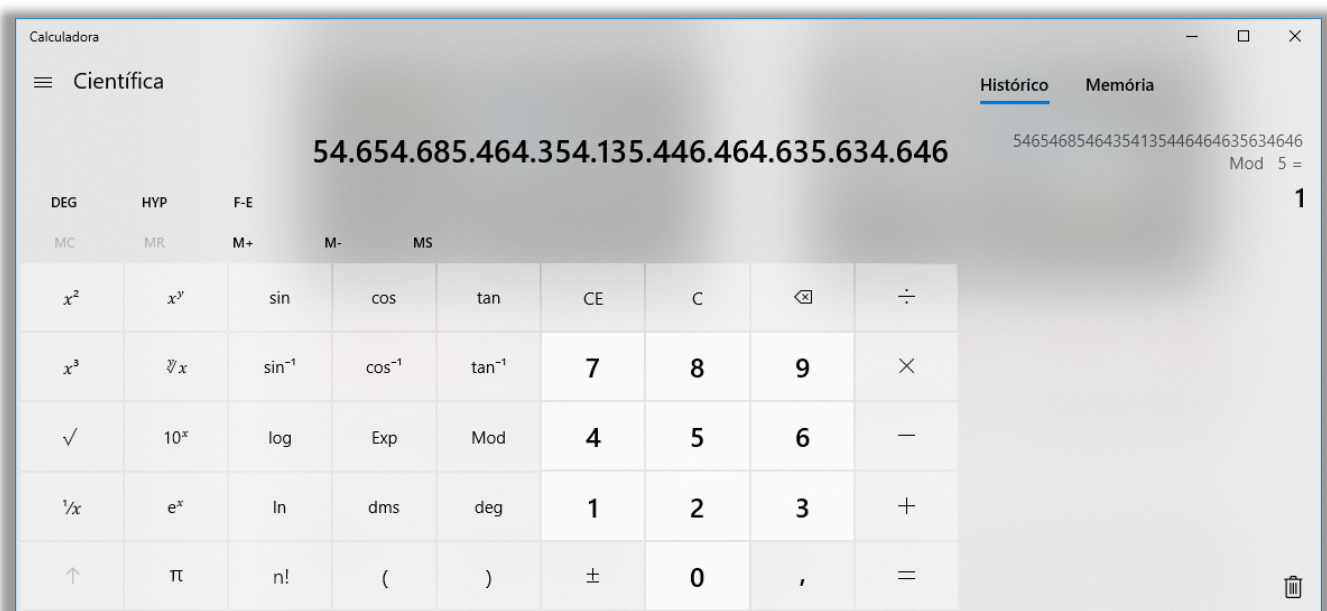 Calculadora
Científica
Histórico Memória
54.654.685.464.354.135.446.464.635.634.646
54654685464354135446464635634646
Mod 5 =
1
DEG HYP F-E
MC MR M+ M- MS
x² xʸ sin cos tan CE C ÷
x³ ʸ√x sin⁻¹ cos⁻¹ tan⁻¹ 7 8 9 ×
√ 10ˣ log Exp Mod 4 5 6 −
¹/x eˣ ln dms deg 1 2 3 +
↑ π n! ( ) ± 0 , =